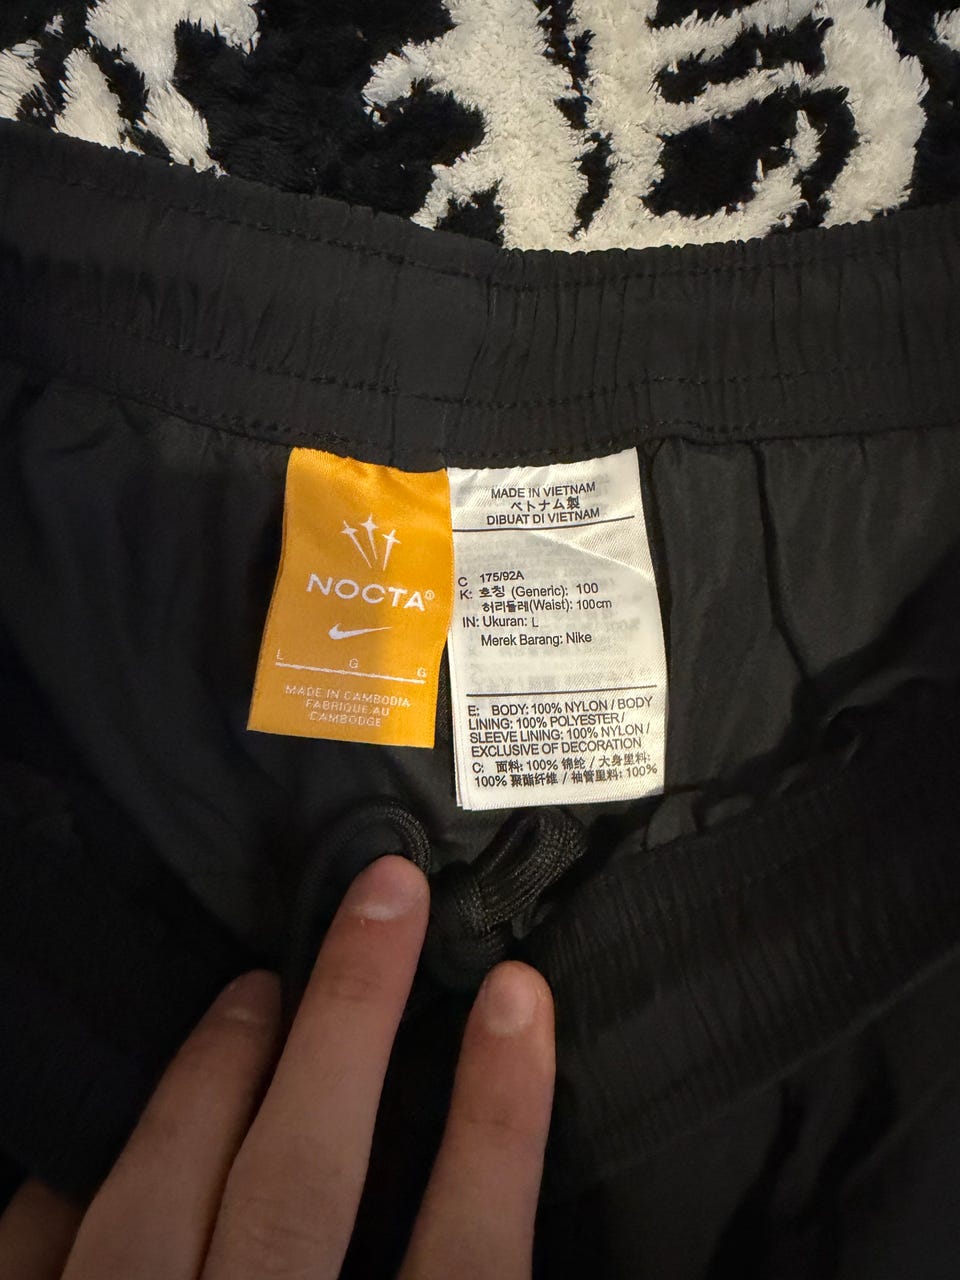 NOCTA®
L G G
MADE IN CAMBODIA
FABRIQUE AU
CAMBODGE
MADE IN VIETNAM
ベトナム製
DIBUAT DI VIETNAM
C 175/92A
K: 호칭 (Generic): 100
허리둘레(Waist): 100cm
IN: Ukuran: L
Merek Barang: Nike
E: BODY: 100% NYLON / BODY
LINING: 100% POLYESTER /
SLEEVE LINING: 100% NYLON /
EXCLUSIVE OF DECORATION
C: 面料: 100% 锦纶 / 大身里料:
100% 聚酯纤维 / 袖管里料: 100%